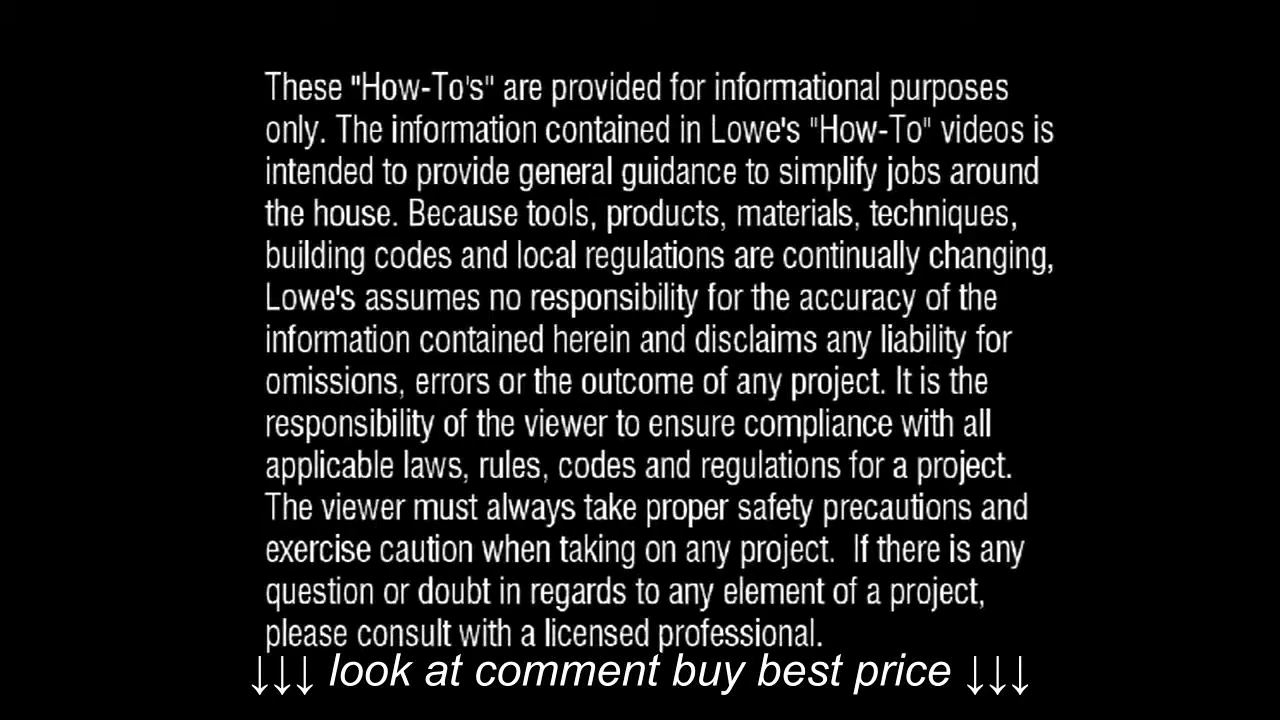 These "How-To's" are provided for informational purposes
only. The information contained in Lowe's "How-To" videos is
intended to provide general guidance to simplify jobs around
the house. Because tools, products, materials, techniques,
building codes and local regulations are continually changing,
Lowe's assumes no responsibility for the accuracy of the
information contained herein and disclaims any liability for
omissions, errors or the outcome of any project. It is the
responsibility of the viewer to ensure compliance with all
applicable laws, rules, codes and regulations for a project.
The viewer must always take proper safety precautions and
exercise caution when taking on any project.  If there is any
question or doubt in regards to any element of a project,
please consult with a licensed professional.
↓↓↓ look at comment buy best price ↓↓↓